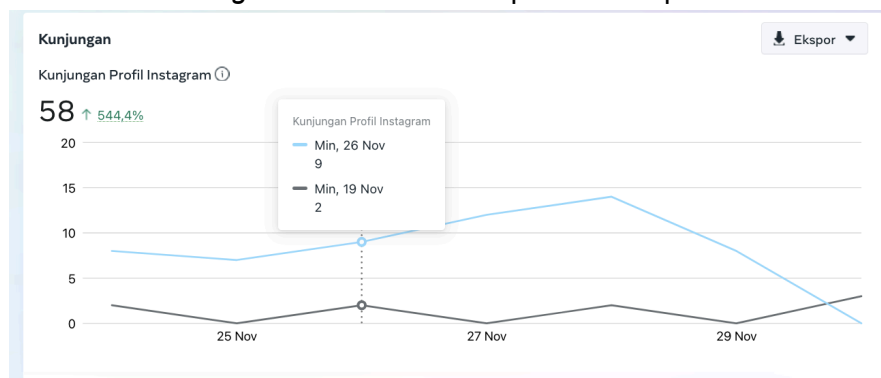 Kunjungan
Ekspor
Kunjungan Profil Instagram
58 ↑ 544,4%
Kunjungan Profil Instagram
Min, 26 Nov
9
Min, 19 Nov
2
20
15
10
5
0
25 Nov
27 Nov
29 Nov